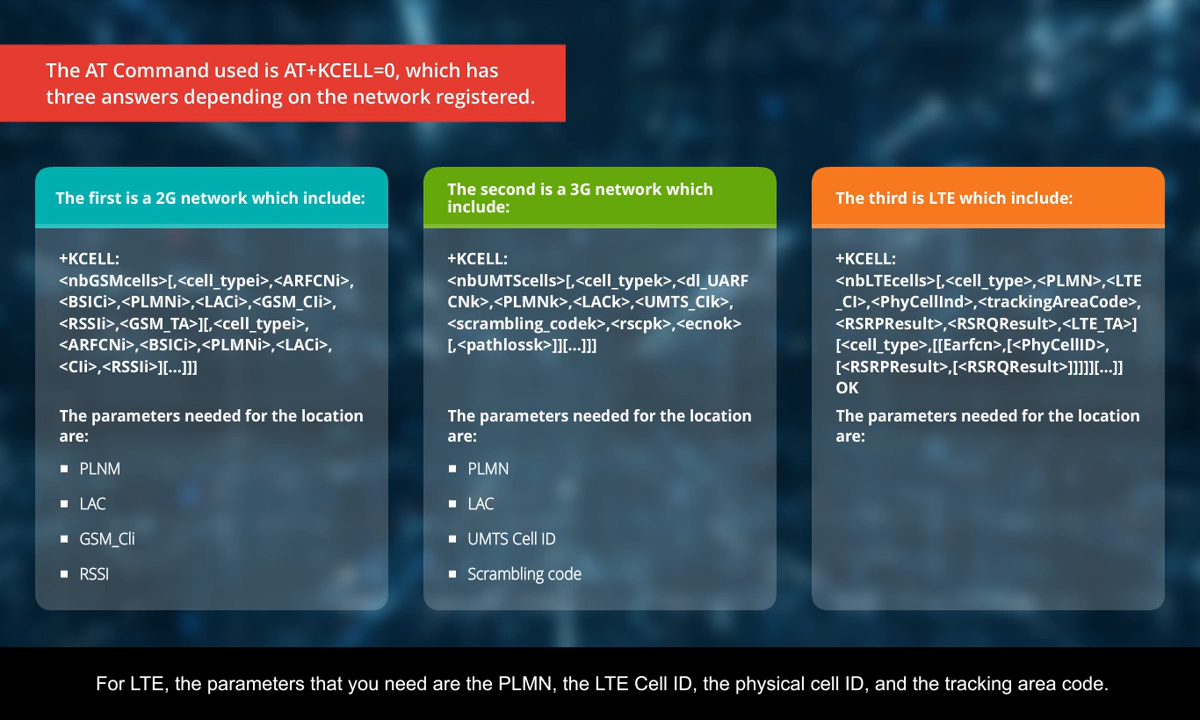 The AT Command used is AT+KCELL=0, which has
three answers depending on the network registered.
The first is a 2G network which include:
+KCELL:
<nbGSMcells>[,<cell_typei>,<ARFCNi>,
<BSICi>,<PLMNi>,<LACi>,<GSM_CIi>,
<RSSIi>,<GSM_TA>][,<cell_typei>,
<ARFCNi>,<BSICi>,<PLMNi>,<LACi>,
<CIi>,<RSSIi>][...]]]
The parameters needed for the location
are:
▪ PLNM
▪ LAC
▪ GSM_Cli
▪ RSSI
The second is a 3G network which
include:
+KCELL:
<nbUMTScells>[,<cell_typek>,<dl_UARF
CNk>,<PLMNk>,<LACk>,<UMTS_CIk>,
<scrambling_codek>,<rscpk>,<ecnok>
[,<pathlossk>]][...]]]
The parameters needed for the location
are:
▪ PLMN
▪ LAC
▪ UMTS Cell ID
▪ Scrambling code
The third is LTE which include:
+KCELL:
<nbLTEcells>[,<cell_type>,<PLMN>,<LTE
_CI>,<PhyCellInd>,<trackingAreaCode>,
<RSRPResult>,<RSRQResult>,<LTE_TA>]
[<cell_type>,[[Earfcn>,[<PhyCellID>,
[<RSRPResult>,[<RSRQResult>]]]]][...]]
OK
The parameters needed for the location
are:
For LTE, the parameters that you need are the PLMN, the LTE Cell ID, the physical cell ID, and the tracking area code.